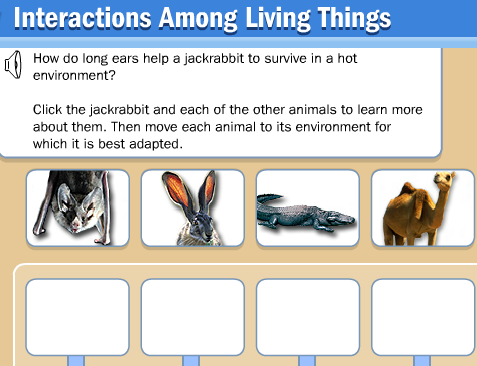 Interactions Among Living Things
How do long ears help a jackrabbit to survive in a hot
environment?
Click the jackrabbit and each of the other animals to learn more
about them. Then move each animal to its environment for
which it is best adapted.